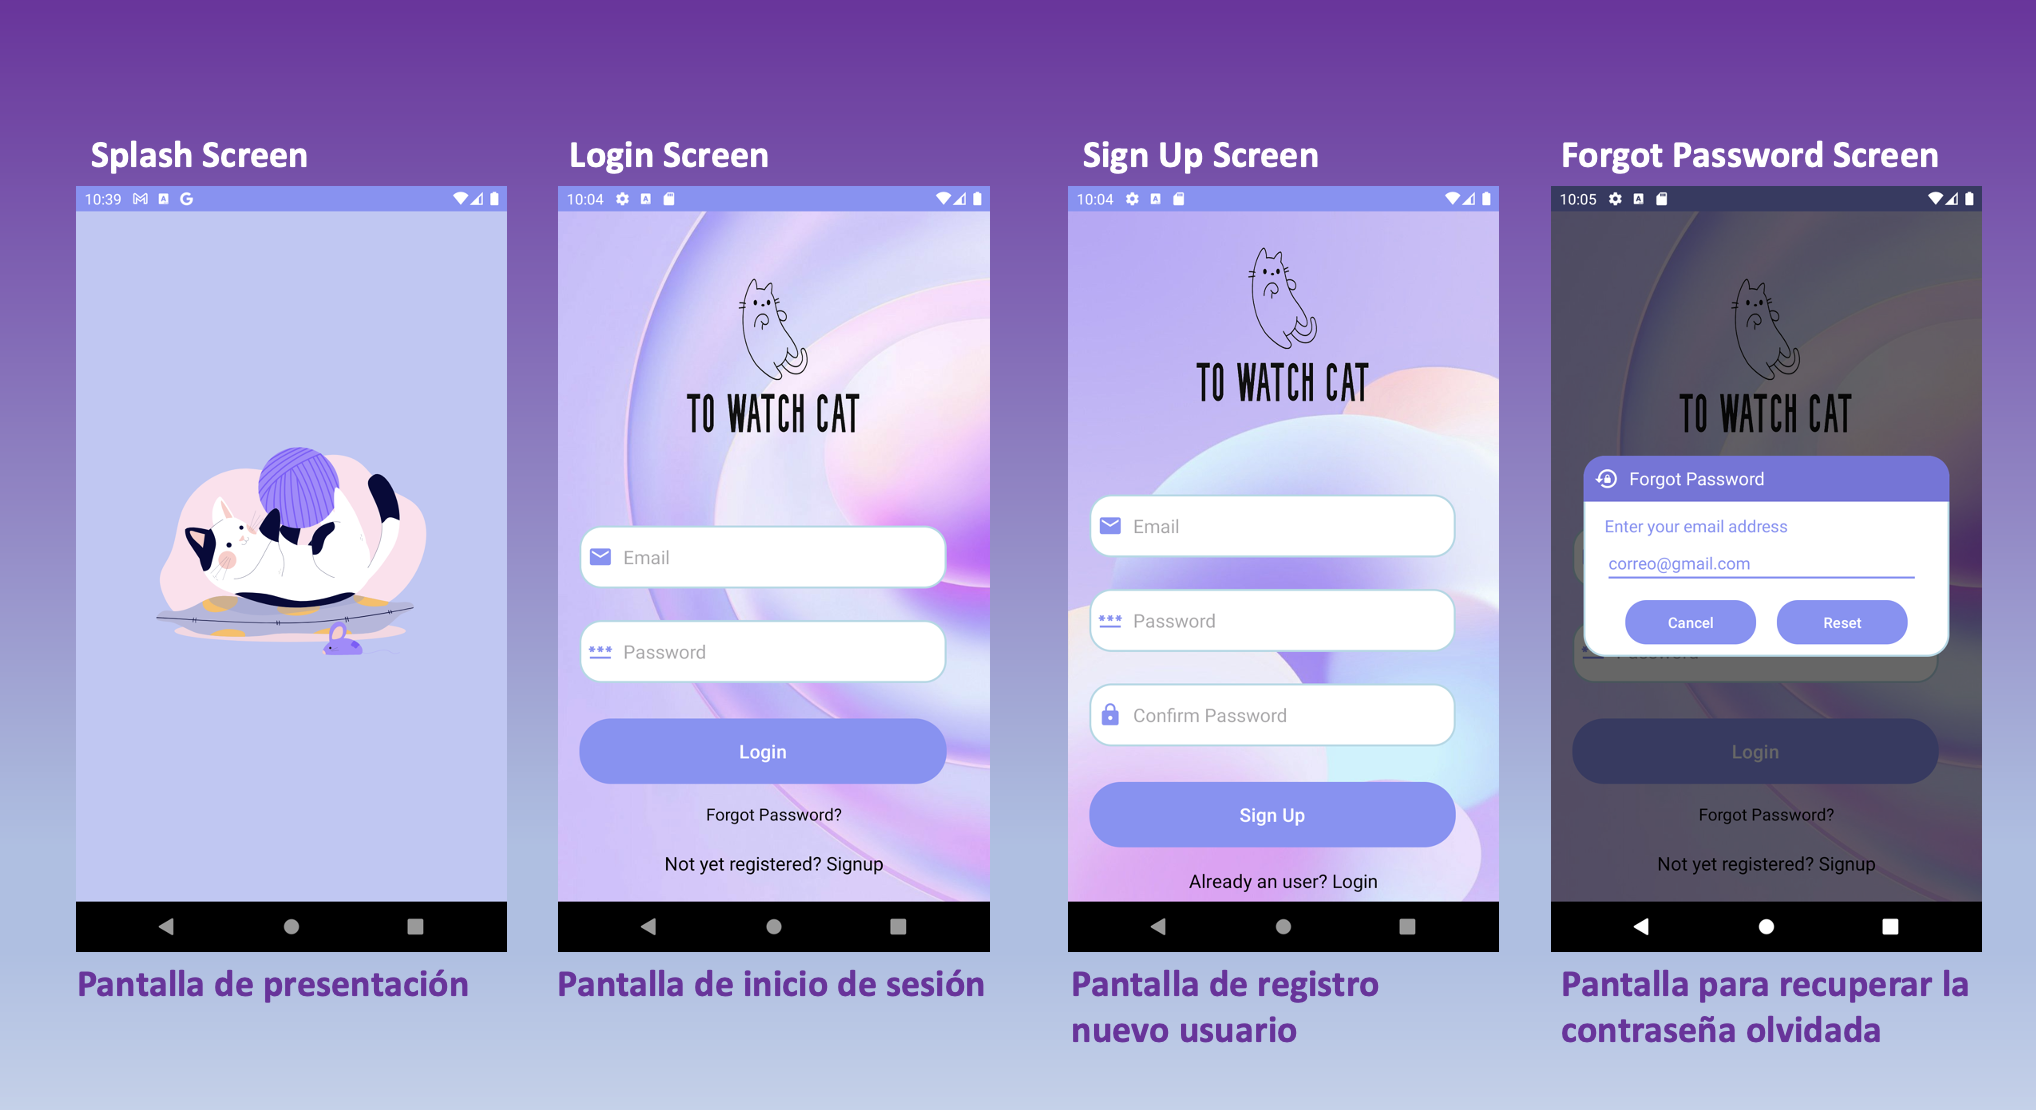 Splash Screen
10:39
Pantalla de presentación
Login Screen
10:04
TO WATCH CAT
Email
Password
Login
Forgot Password?
Not yet registered? Signup
Pantalla de inicio de sesión
Sign Up Screen
10:04
TO WATCH CAT
Email
Password
Confirm Password
Sign Up
Already an user? Login
Pantalla de registro
nuevo usuario
Forgot Password Screen
10:05
TO WATCH CAT
Forgot Password
Enter your email address
correo@gmail.com
Cancel
Reset
Password
Login
Forgot Password?
Not yet registered? Signup
Pantalla para recuperar la
contraseña olvidada